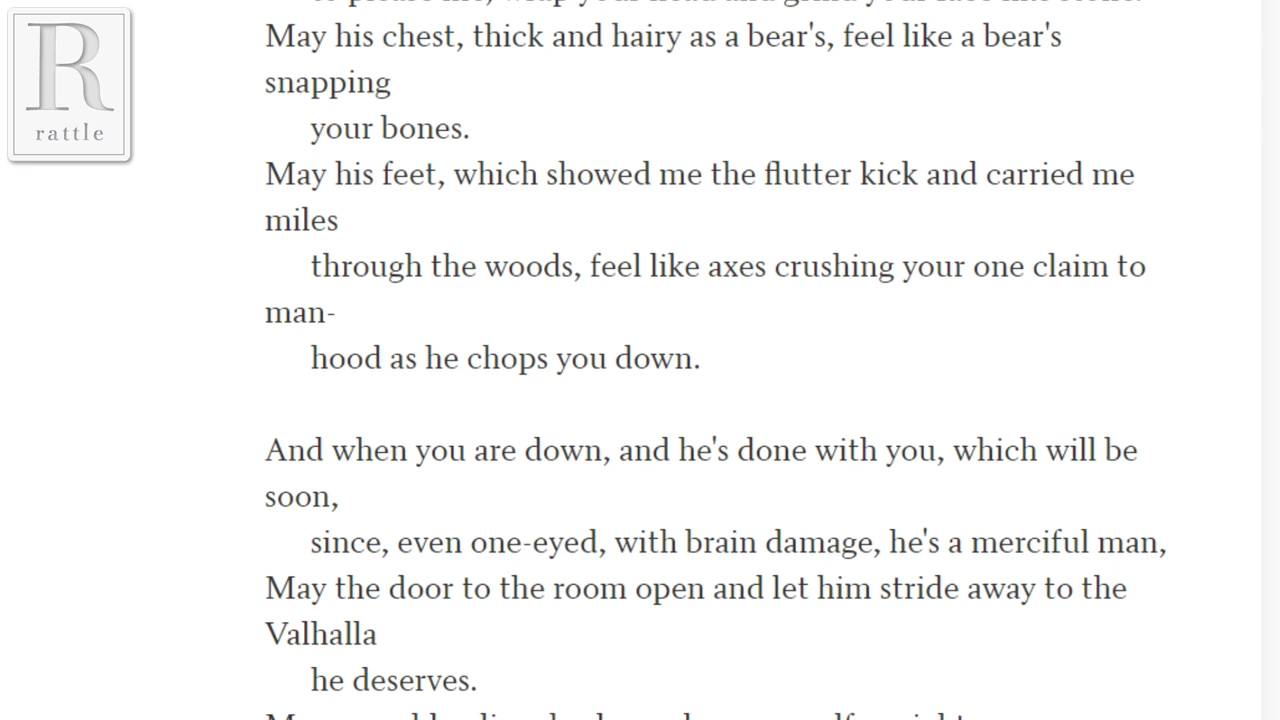 R
rattle
May his chest, thick and hairy as a bear's, feel like a bear's
snapping
your bones.
May his feet, which showed me the flutter kick and carried me
miles
through the woods, feel like axes crushing your one claim to
man-
hood as he chops you down.
And when you are down, and he's done with you, which will be
soon,
since, even one-eyed, with brain damage, he's a merciful man,
May the door to the room open and let him stride away to the
Valhalla
he deserves.